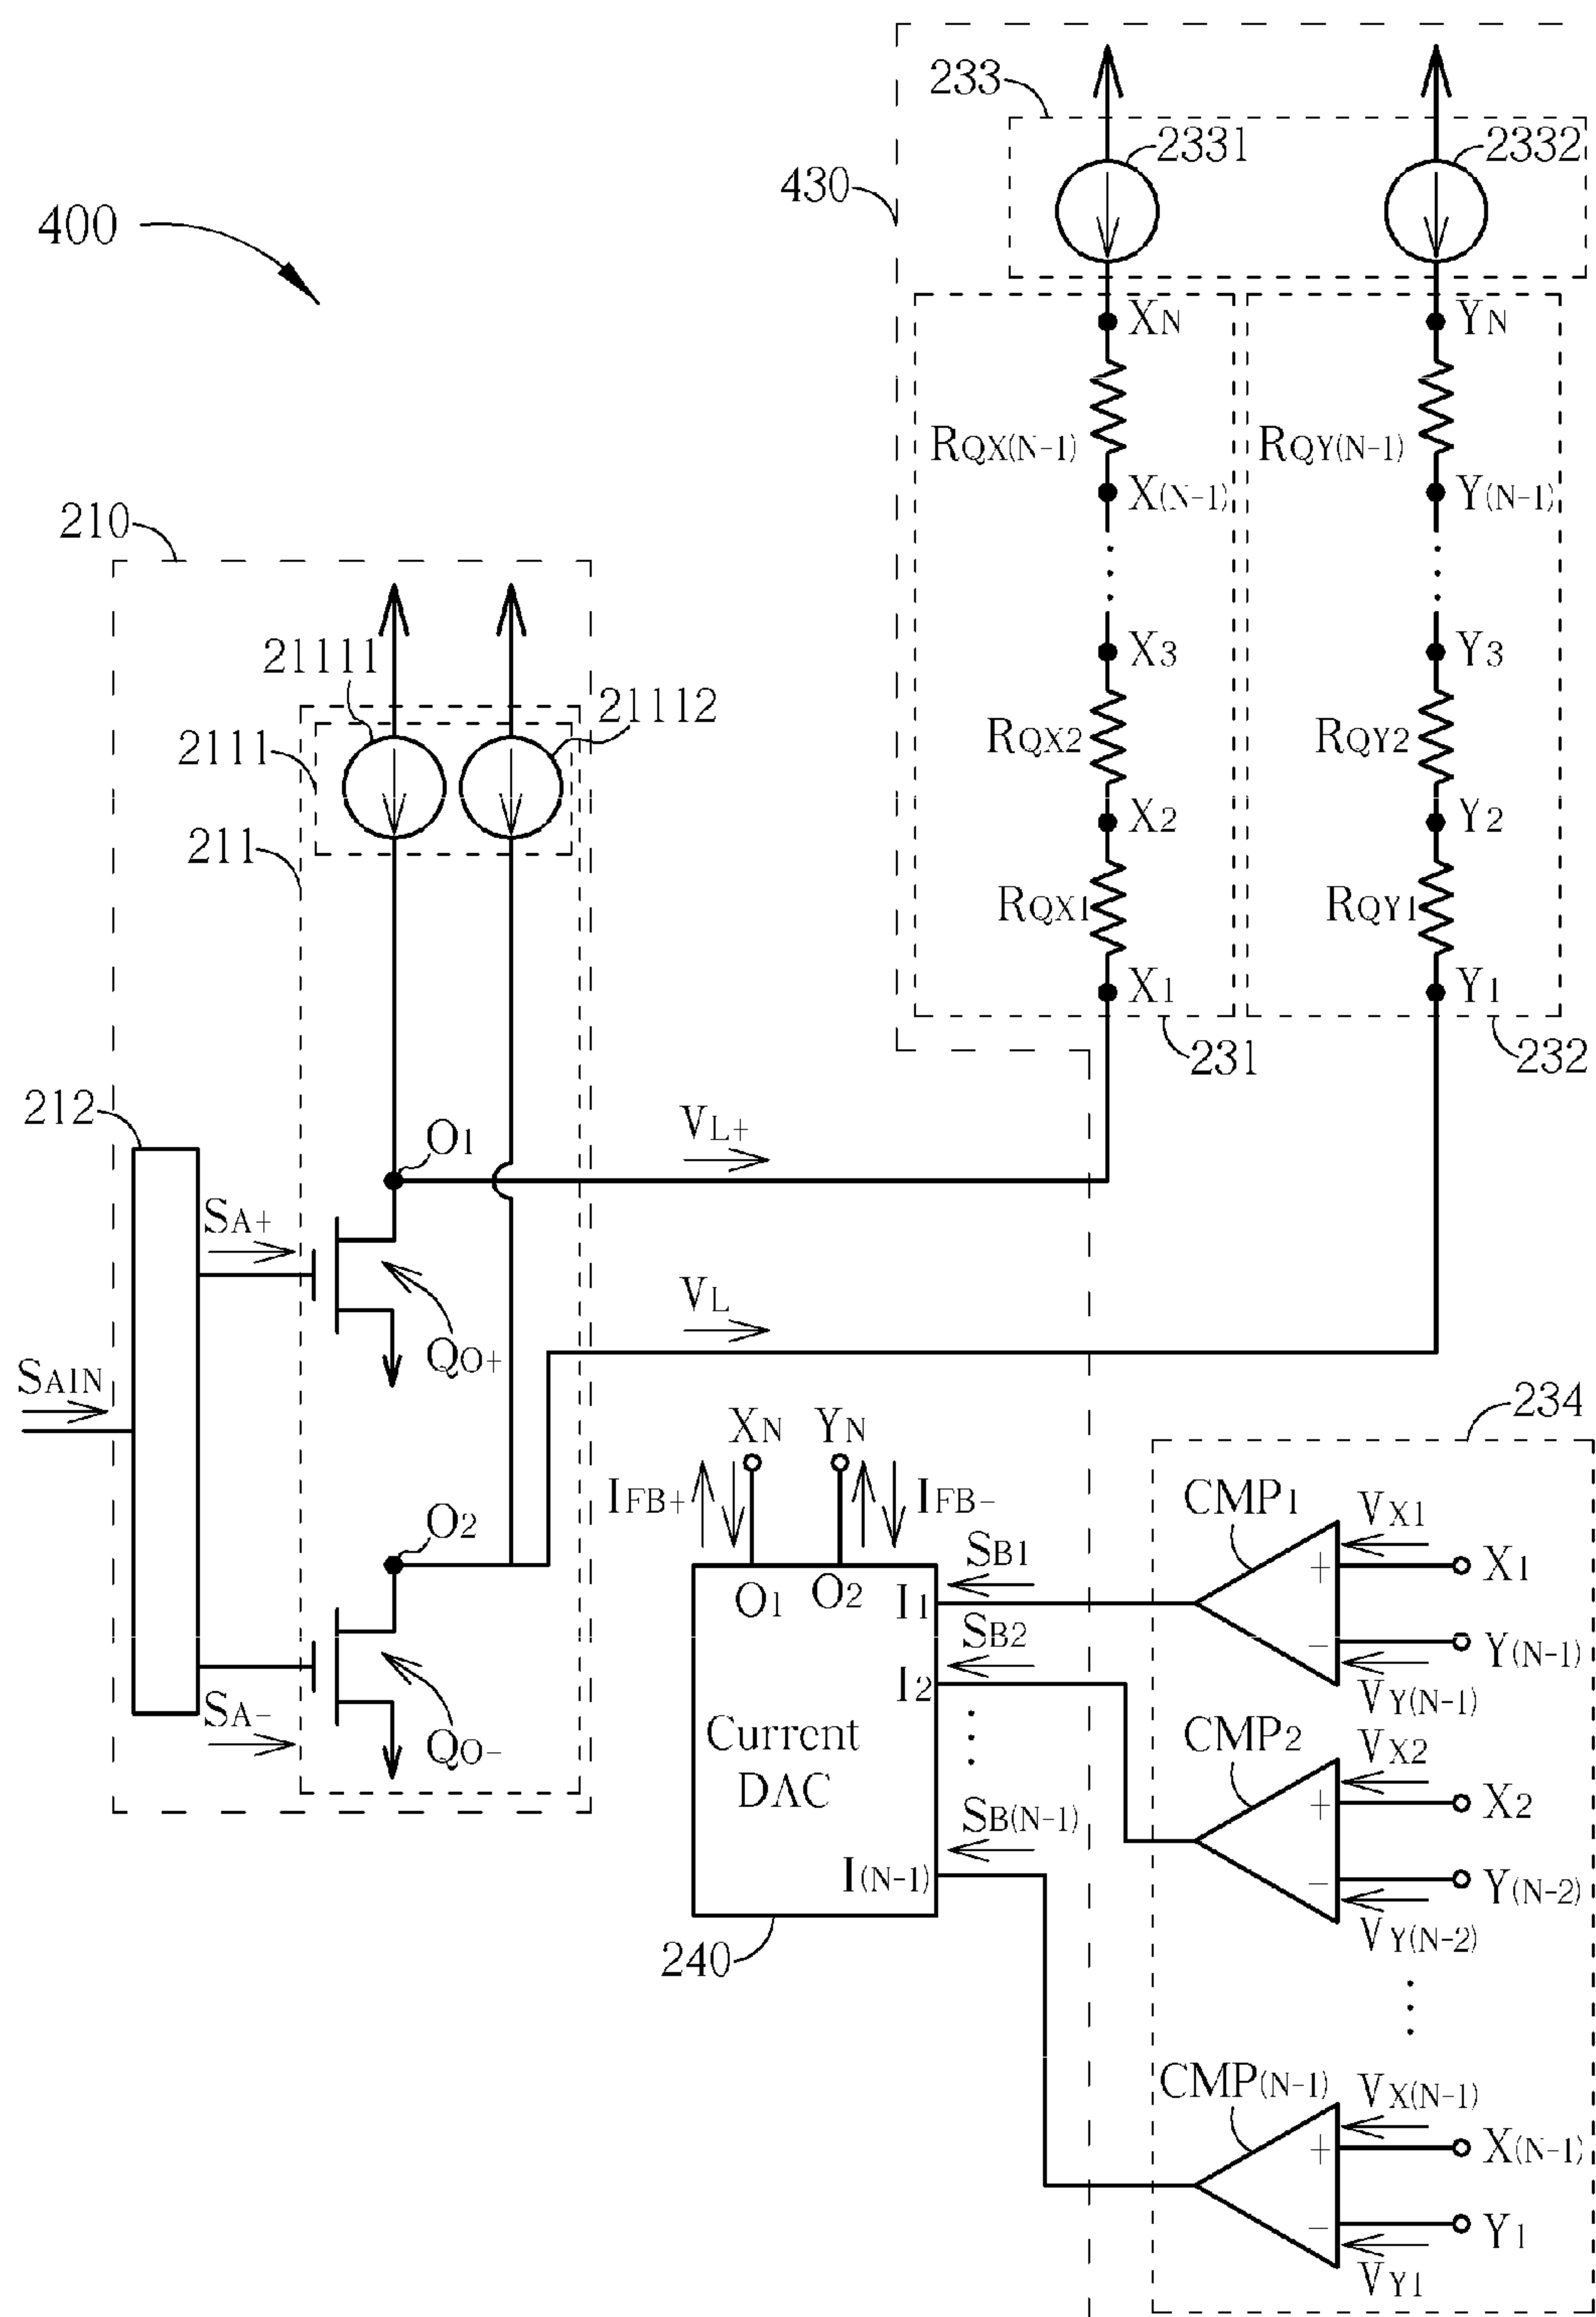 400
430
233
2331
2332
XN
YN
RQX(N-1)
RQY(N-1)
X(N-1)
Y(N-1)
X3
Y3
RQX2
RQY2
X2
Y2
RQX1
RQY1
X1
Y1
231
232
210
21111
21112
2111
211
212
O1
VL+
SA+
QO+
VL
SAIN
O2
SA-
QO-
XN
YN
IFB+
IFB-
O1
O2
I1
I2
I(N-1)
Current
DAC
240
SB1
SB2
SB(N-1)
234
CMP1
VX1
+
X1
−
Y(N-1)
VY(N-1)
CMP2
VX2
+
X2
−
Y(N-2)
VY(N-2)
CMP(N-1)
VX(N-1)
+
X(N-1)
−
Y1
VY1